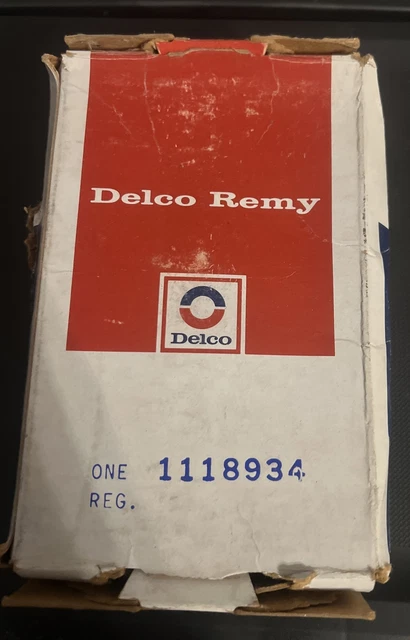 Delco Remy
Delco
ONE 1118934
REG.